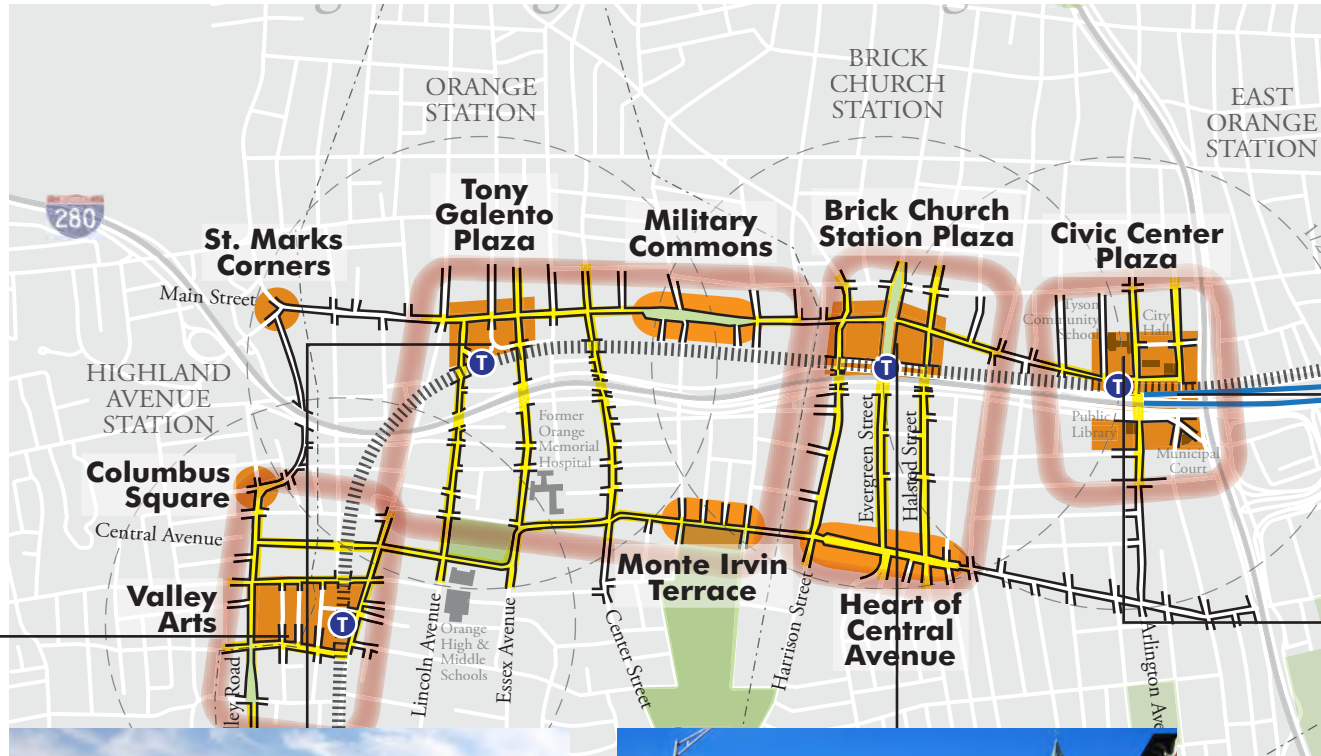 ORANGE
STATION
BRICK
CHURCH
STATION
EAST
ORANGE
STATION
280
Tony
Galento
Plaza
Military
Commons
Brick Church
Station Plaza
Civic Center
Plaza
St. Marks
Corners
Main Street
Tyson
Community
School
City
Hall
T
T
T
HIGHLAND
AVENUE
STATION
Former
Orange
Memorial
Hospital
Evergreen Street
Halstead Street
Public
Library
Municipal
Court
Columbus
Square
Central Avenue
Valley
Arts
T
Monte Irvin
Terrace
Heart of
Central
Avenue
Orange
High &
Middle
Schools
Lincoln Avenue
Essex Avenue
Center Street
Harrison Street
Arlington Ave
lley Road